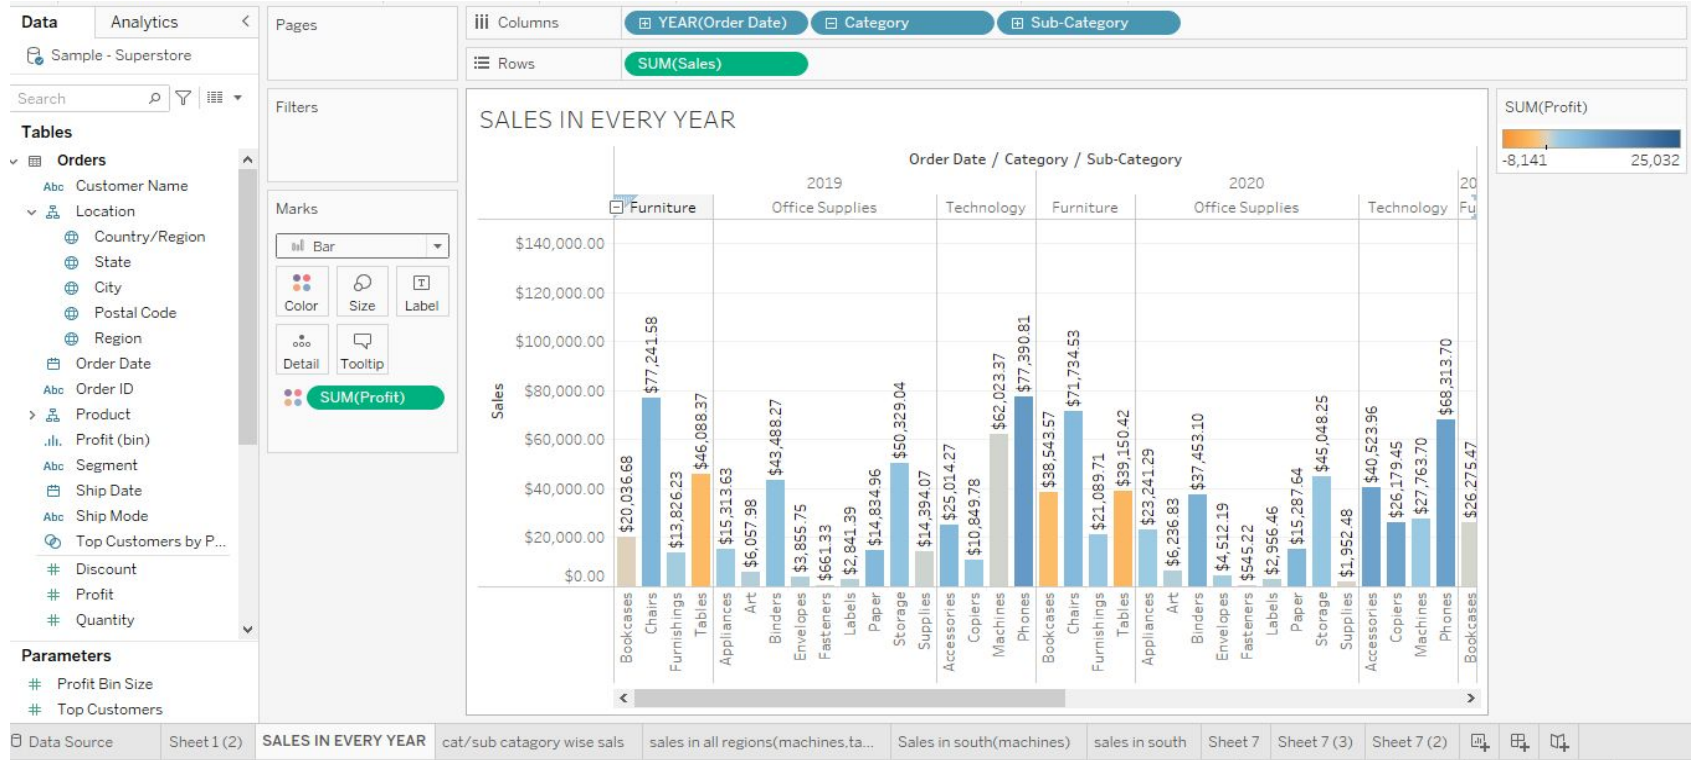 Data
Analytics
Sample - Superstore
Search
Tables
Orders
Abc Customer Name
Location
Country/Region
State
City
Postal Code
Region
Order Date
Abc Order ID
Product
Profit (bin)
Abc Segment
Ship Date
Abc Ship Mode
Top Customers by P...
# Discount
# Profit
# Quantity
Parameters
# Profit Bin Size
# Top Customers
Pages
Filters
Marks
Bar
Color Size Label
Detail Tooltip
SUM(Profit)
Columns YEAR(Order Date) Category Sub-Category
Rows SUM(Sales)
SALES IN EVERY YEAR
Order Date / Category / Sub-Category
2019 2020 20
Furniture Office Supplies Technology Furniture Office Supplies Technology Fu
Sales
$140,000.00
$120,000.00
$100,000.00
$80,000.00
$60,000.00
$40,000.00
$20,000.00
$0.00
$20,036.68
$77,241.58
$13,826.23
$46,088.37
$15,313.63
$6,057.98
$43,488.27
$3,855.75
$661.33
$2,841.39
$14,834.96
$50,329.04
$14,394.07
$25,014.27
$10,849.78
$62,023.37
$77,390.81
$38,543.57
$71,734.53
$21,089.71
$39,150.42
$23,241.29
$6,236.83
$37,453.10
$4,512.19
$545.22
$2,956.46
$15,287.64
$45,048.25
$1,952.48
$40,523.96
$26,179.45
$27,763.70
$68,313.70
$26,275.47
Bookcases
Chairs
Furnishings
Tables
Appliances
Art
Binders
Envelopes
Fasteners
Labels
Paper
Storage
Supplies
Accessories
Copiers
Machines
Phones
Bookcases
Chairs
Furnishings
Tables
Appliances
Art
Binders
Envelopes
Fasteners
Labels
Paper
Storage
Supplies
Accessories
Copiers
Machines
Phones
Bookcases
SUM(Profit)
-8,141 25,032
Data Source Sheet 1 (2) SALES IN EVERY YEAR cat/sub catagory wise sals sales in all regions(machines,ta... Sales in south(machines) sales in south Sheet 7 Sheet 7 (3) Sheet 7 (2)